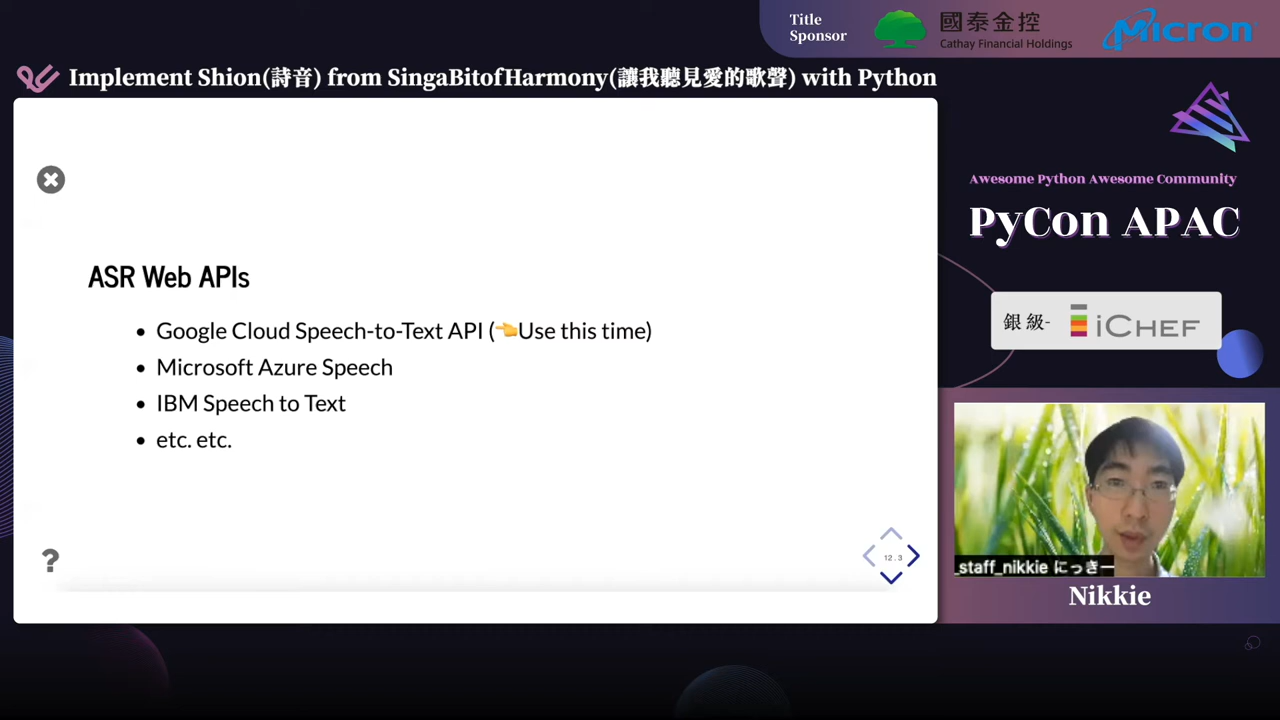 Title
Sponsor
國泰金控
Cathay Financial Holdings
Micron
Implement Shion(詩音) from SingaBitofHarmony(讓我聽見愛的歌聲) with Python
Awesome Python Awesome Community
PyCon APAC
ASR Web APIs
Google Cloud Speech-to-Text API (👈Use this time)
Microsoft Azure Speech
IBM Speech to Text
etc. etc.
銀級-
iCHEF
?
12.3
_staff_nikkie にっきー
Nikkie